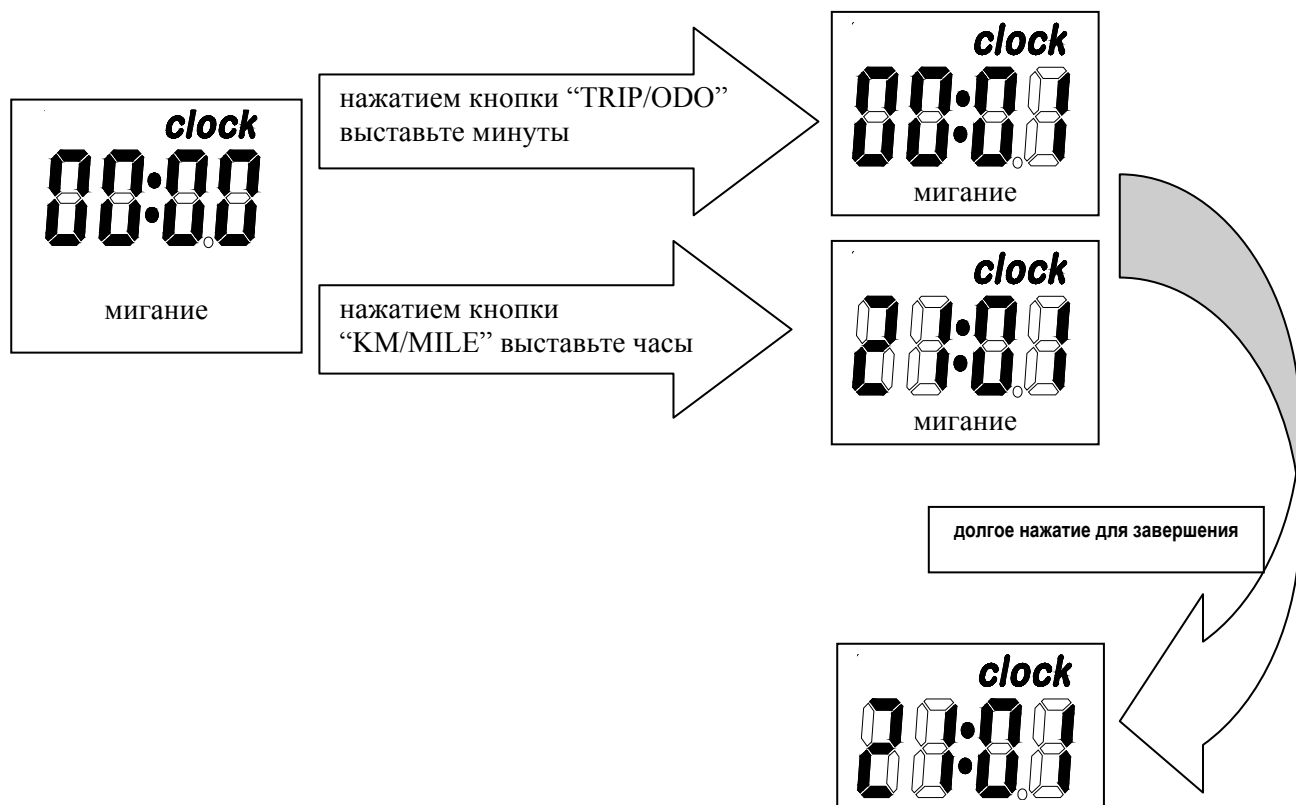 clock
00:00
мигание
нажатием кнопки “TRIP/ODO”
выставьте минуты
clock
00:01
мигание
нажатием кнопки
“KM/MILE” выставьте часы
clock
21:01
мигание
долгое нажатие для завершения
clock
21:01